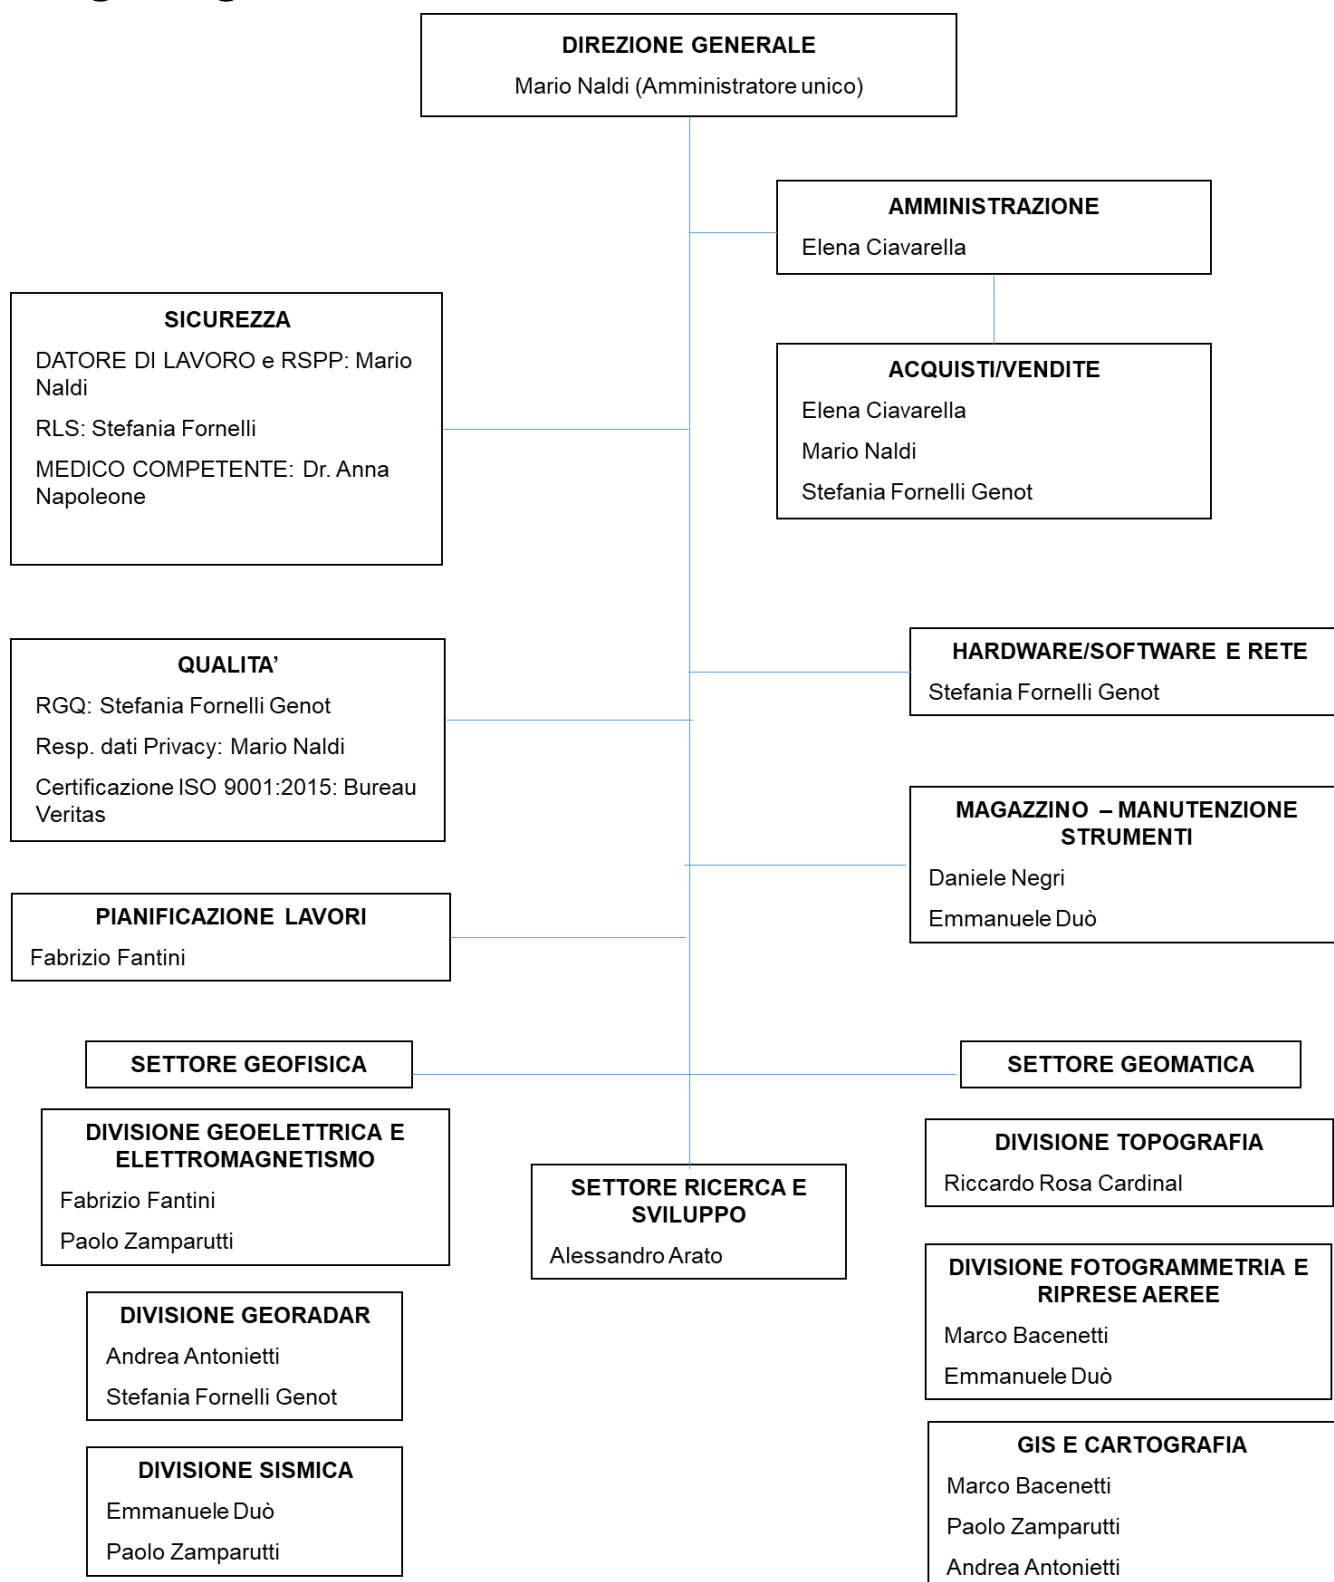 DIREZIONE GENERALE
Mario Naldi (Amministratore unico)
AMMINISTRAZIONE
Elena Ciavarella
SICUREZZA
DATORE DI LAVORO e RSPP: Mario
Naldi
RLS: Stefania Fornelli
MEDICO COMPETENTE: Dr. Anna
Napoleone
ACQUISTI/VENDITE
Elena Ciavarella
Mario Naldi
Stefania Fornelli Genot
QUALITA’
RGQ: Stefania Fornelli Genot
Resp. dati Privacy: Mario Naldi
Certificazione ISO 9001:2015: Bureau
Veritas
HARDWARE/SOFTWARE E RETE
Stefania Fornelli Genot
MAGAZZINO – MANUTENZIONE
STRUMENTI
Daniele Negri
Emmanuele Duò
PIANIFICAZIONE LAVORI
Fabrizio Fantini
SETTORE GEOFISICA
SETTORE GEOMATICA
DIVISIONE GEOELETTRICA E
ELETTROMAGNETISMO
Fabrizio Fantini
Paolo Zamparutti
DIVISIONE GEORADAR
Andrea Antonietti
Stefania Fornelli Genot
DIVISIONE SISMICA
Emmanuele Duò
Paolo Zamparutti
SETTORE RICERCA E
SVILUPPO
Alessandro Arato
DIVISIONE TOPOGRAFIA
Riccardo Rosa Cardinal
DIVISIONE FOTOGRAMMETRIA E
RIPRESE AEREE
Marco Bacenetti
Emmanuele Duò
GIS E CARTOGRAFIA
Marco Bacenetti
Paolo Zamparutti
Andrea Antonietti